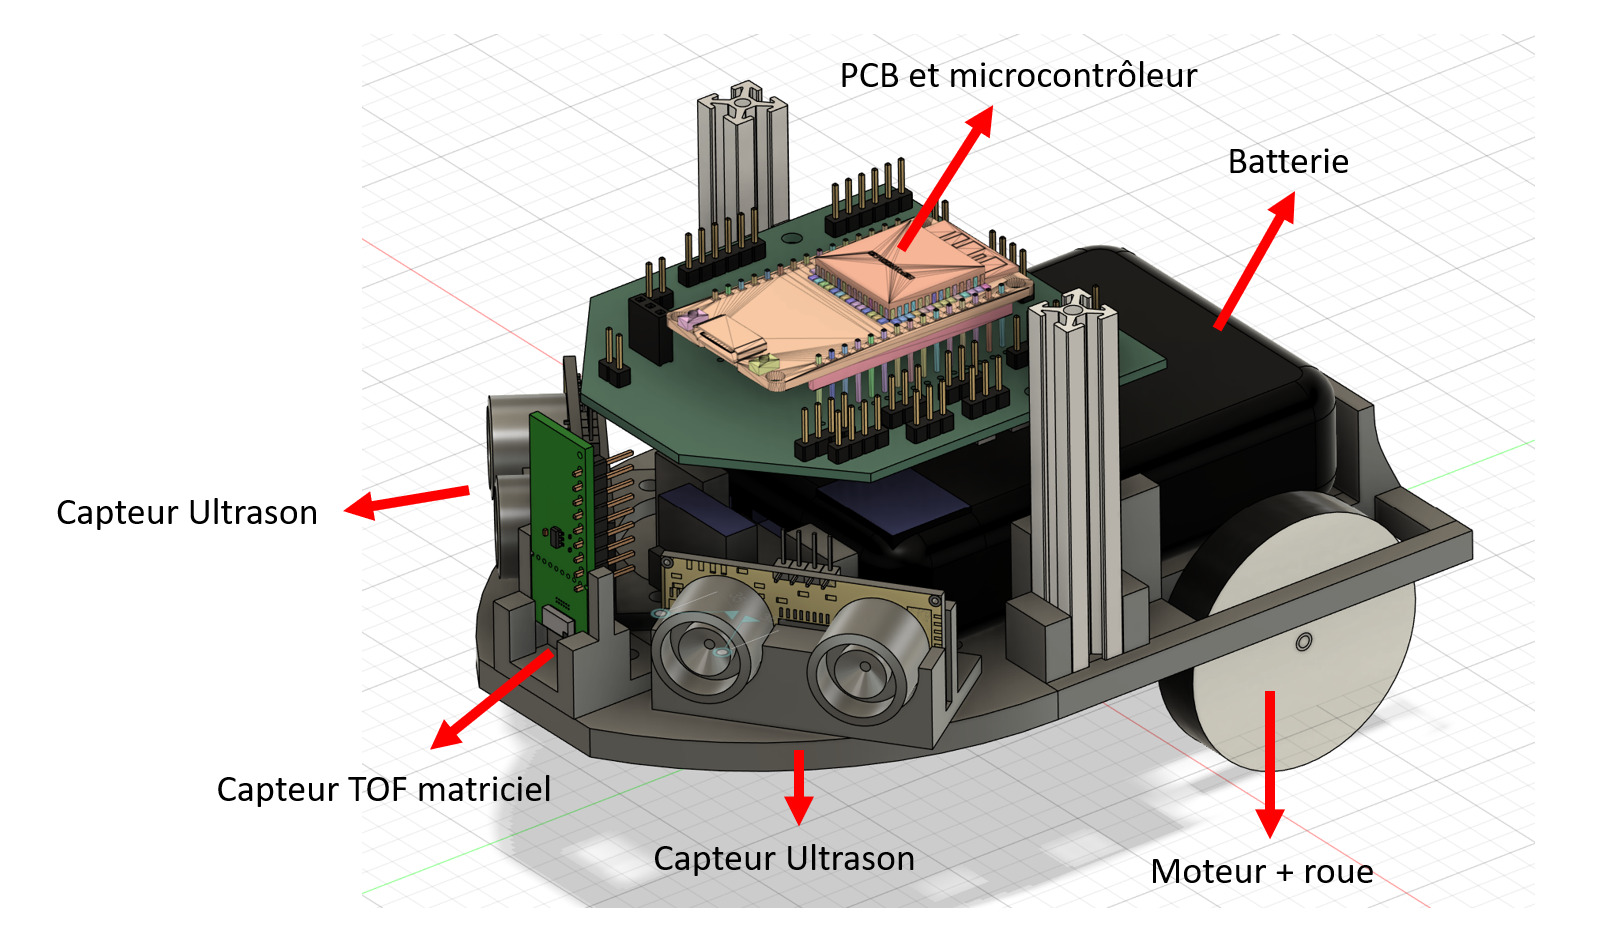 PCB et microcontrôleur
Batterie
Capteur Ultrason
Capteur TOF matriciel
Capteur Ultrason
Moteur + roue